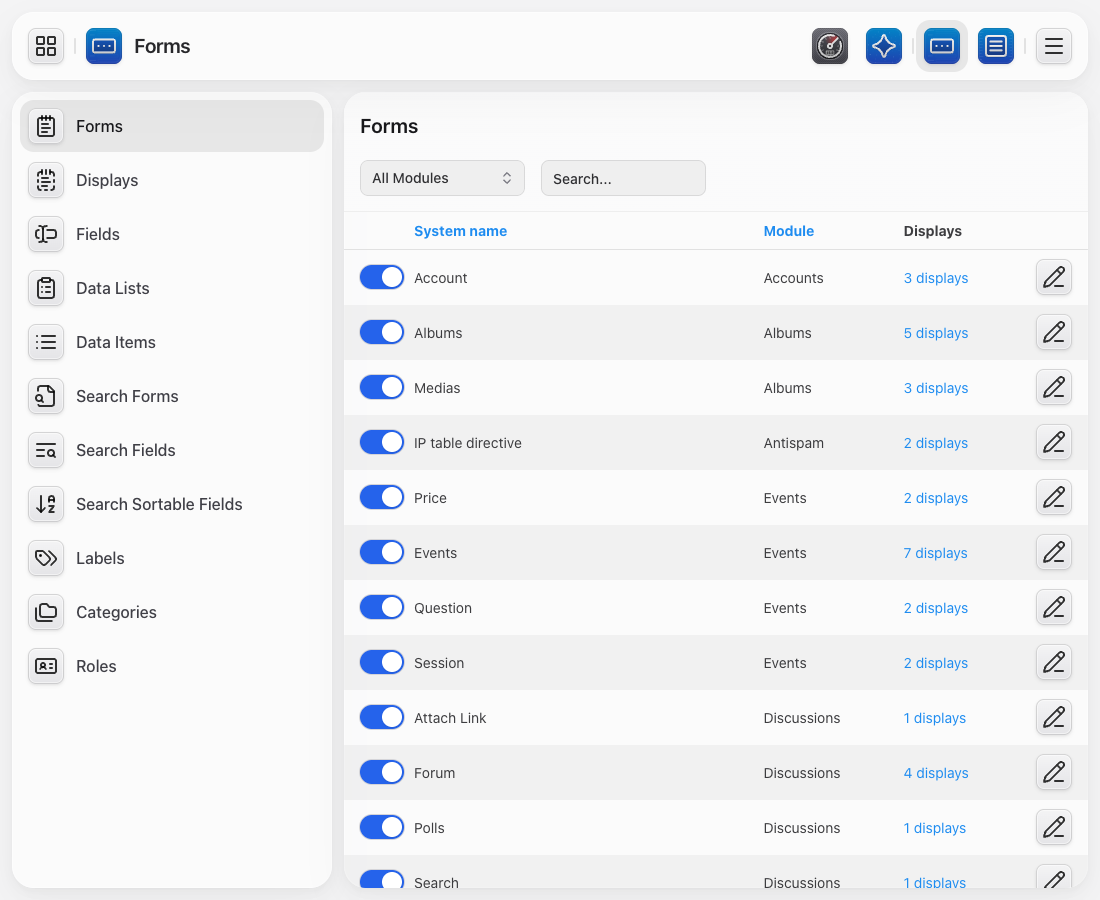 Forms
Forms
Displays
Fields
Data Lists
Data Items
Search Forms
Search Fields
Search Sortable Fields
Labels
Categories
Roles
Forms
All Modules Search...
System name Module Displays
Account Accounts 3 displays
Albums Albums 5 displays
Medias Albums 3 displays
IP table directive Antispam 2 displays
Price Events 2 displays
Events Events 7 displays
Question Events 2 displays
Session Events 2 displays
Attach Link Discussions 1 displays
Forum Discussions 4 displays
Polls Discussions 1 displays
Search Discussions 1 displays